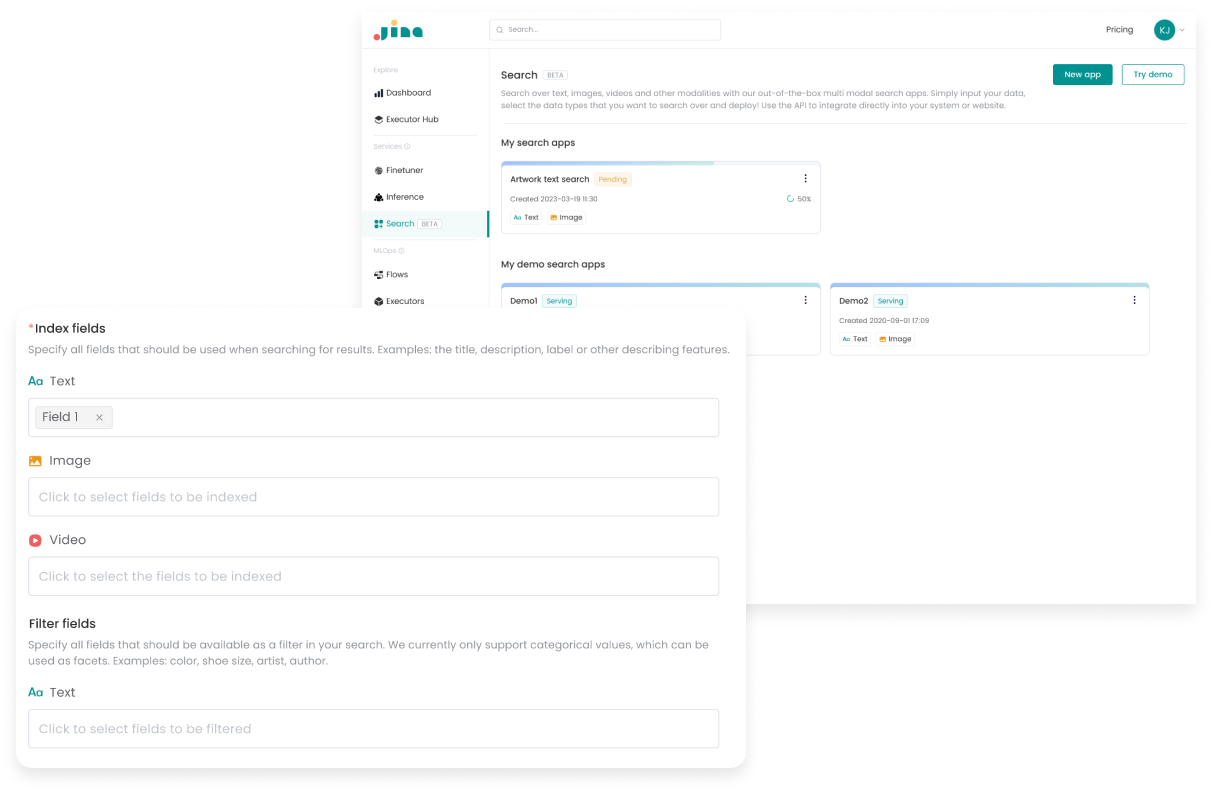 Jina
Search...
Pricing
KJ
Explore
Dashboard
Executor Hub
Services
Finetuner
Inference
Search BETA
MLOps
Flows
Executors
Search BETA
New app
Try demo
Search over text, images, videos and other modalities with our out-of-the-box multi modal search apps. Simply input your data,
select the data types that you want to search over and deploy! Use the API to integrate directly into your system or website.
My search apps
Artwork text search Pending
Created 2023-03-19 11:30
50%
Aa Text Image
My demo search apps
Demo1 Serving
Demo2 Serving
Created 2020-09-01 17:09
Aa Text Image
*Index fields
Specify all fields that should be used when searching for results. Examples: the title, description, label or other describing features.
Aa Text
Field 1 ×
Image
Click to select fields to be indexed
Video
Click to select the fields to be indexed
Filter fields
Specify all fields that should be available as a filter in your search. We currently only support categorical values, which can be
used as facets. Examples: color, shoe size, artist, author.
Aa Text
Click to select fields to be filtered